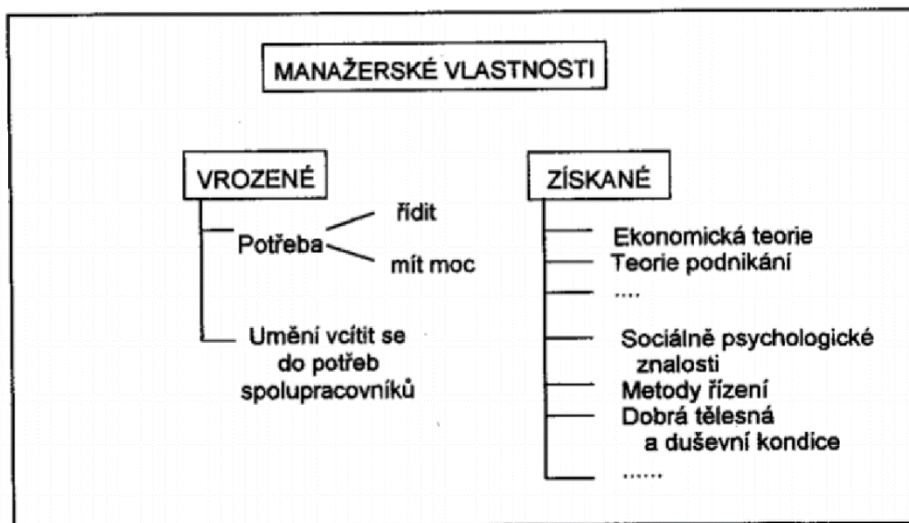 MANAŽERSKÉ VLASTNOSTI
VROZENÉ
Potřeba
řídit
mít moc
Umění vcítit se
do potřeb
spolupracovníků
ZÍSKANÉ
Ekonomická teorie
Teorie podnikání
....
Sociálně psychologické
znalosti
Metody řízení
Dobrá tělesná
a duševní kondice
......